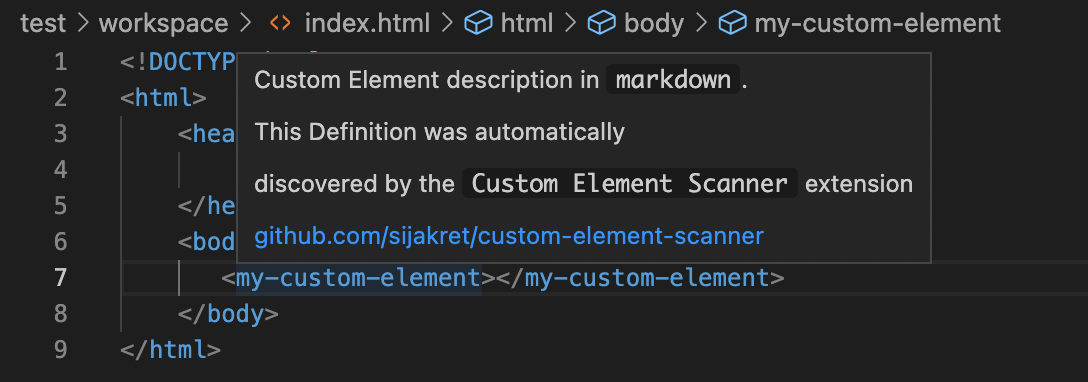 test > workspace > <> index.html > html > body > my-custom-element
1 <!DOCTYP
Custom Element description in markdown.
2 <html>
This Definition was automatically
3 <hea
4
discovered by the Custom Element Scanner extension
5 </he
6 <bod
github.com/sijakret/custom-element-scanner
7 <my-custom-element></my-custom-element>
8 </body>
9 </html>